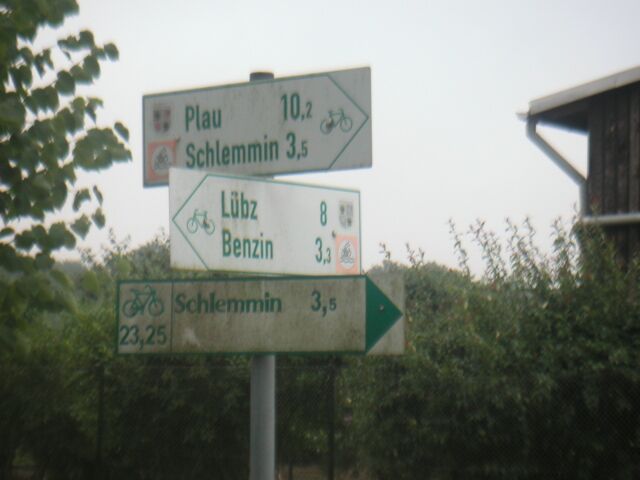 Plau 10,2
Schlemmin 3,5
Lübz 8
Benzin 3,3
Schlemmin 3,5
23,25